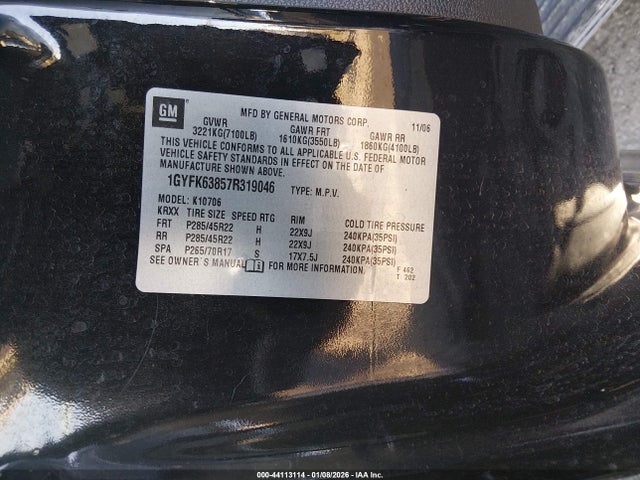 GM
MFD BY GENERAL MOTORS CORP. 11/06
GVWR GAWR FRT GAWR RR
3221KG(7100LB) 1610KG(3550LB) 1860KG(4100LB)
THIS VEHICLE CONFORMS TO ALL APPLICABLE U.S. FEDERAL MOTOR
VEHICLE SAFETY STANDARDS IN EFFECT ON THE DATE OF
MANUFACTURE SHOWN ABOVE.
1GYFK63857R319046 TYPE: M.P.V.
MODEL: K10706
KRXX TIRE SIZE SPEED RTG RIM COLD TIRE PRESSURE
FRT P285/45R22 H 22X9J 240KPA(35PSI)
RR P285/45R22 H 22X9J 240KPA(35PSI)
SPA P265/70R17 S 17X7.5J 240KPA(35PSI)
SEE OWNER'S MANUAL FOR MORE INFORMATION. F 462
T 202
000-44113114 | 01/08/2026 - IAA Inc.